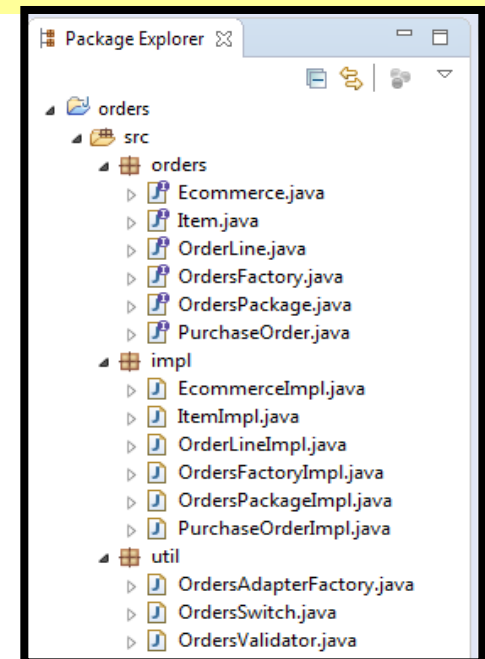 Package Explorer
orders
src
orders
Ecommerce.java
Item.java
OrderLine.java
OrdersFactory.java
OrdersPackage.java
PurchaseOrder.java
impl
EcommerceImpl.java
ItemImpl.java
OrderLineImpl.java
OrdersFactoryImpl.java
OrdersPackageImpl.java
PurchaseOrderImpl.java
util
OrdersAdapterFactory.java
OrdersSwitch.java
OrdersValidator.java